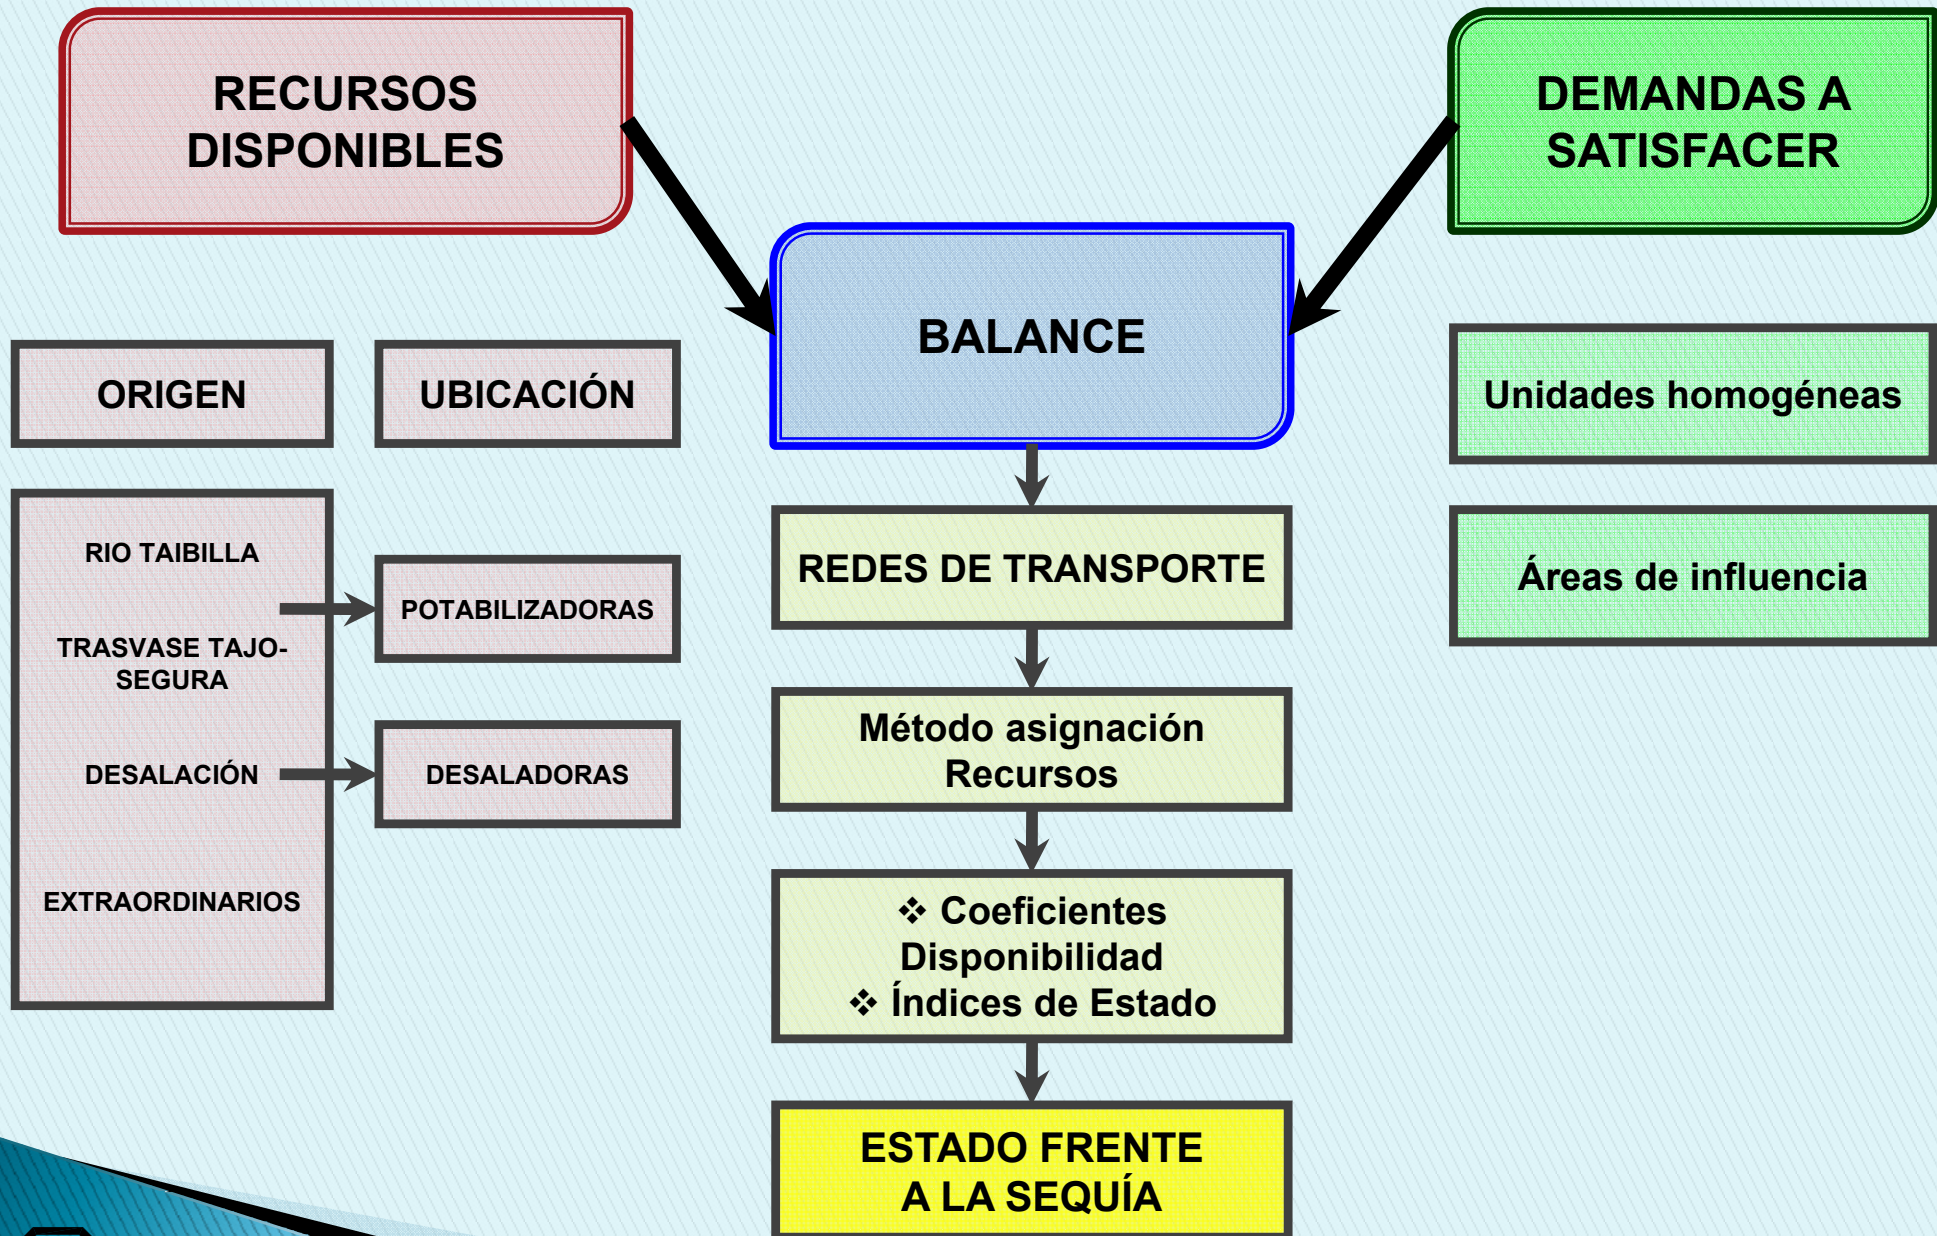 RECURSOS
DISPONIBLES
DEMANDAS A
SATISFACER
BALANCE
ORIGEN
UBICACIÓN
Unidades homogéneas
RIO TAIBILLA
TRASVASE TAJO-
SEGURA
DESALACIÓN
EXTRAORDINARIOS
POTABILIZADORAS
DESALADORAS
REDES DE TRANSPORTE
Áreas de influencia
Método asignación
Recursos
❖ Coeficientes
Disponibilidad
❖ Índices de Estado
ESTADO FRENTE
A LA SEQUÍA